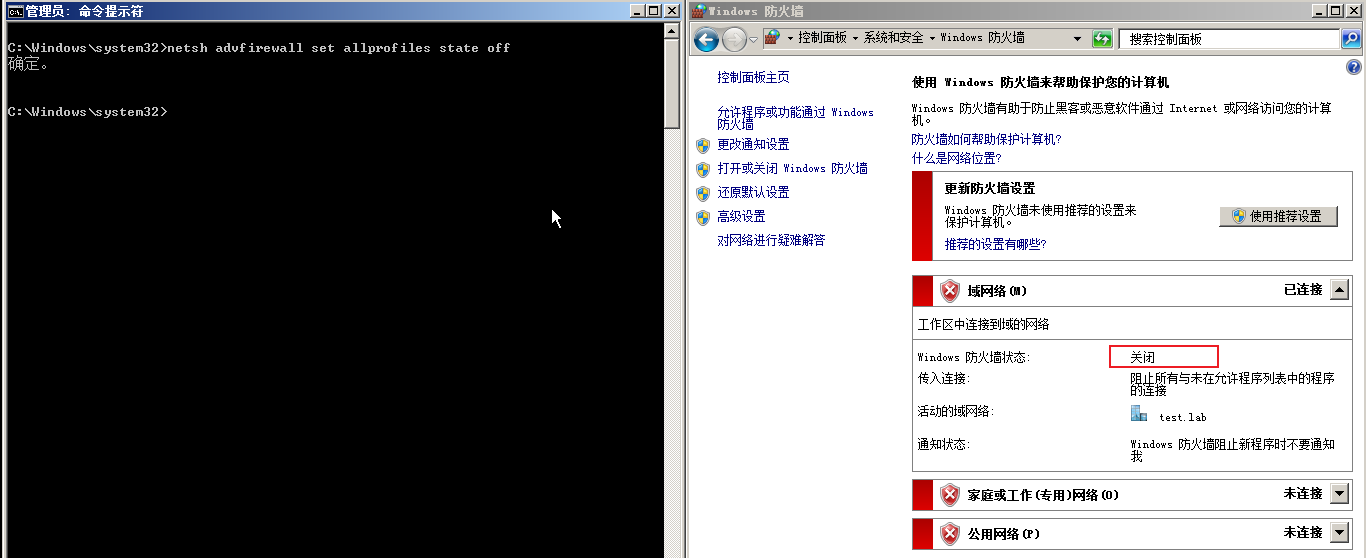 管理员: 命令提示符
C:\Windows\system32>netsh advfirewall set allprofiles state off
确定。
C:\Windows\system32>
Windows 防火墙
控制面板 系统和安全 Windows 防火墙
搜索控制面板
控制面板主页
允许程序或功能通过 Windows
防火墙
更改通知设置
打开或关闭 Windows 防火墙
还原默认设置
高级设置
对网络进行疑难解答
使用 Windows 防火墙来帮助保护您的计算机
Windows 防火墙有助于防止黑客或恶意软件通过 Internet 或网络访问您的计算
机。
防火墙如何帮助保护计算机?
什么是网络位置?
更新防火墙设置
Windows 防火墙未使用推荐的设置来
保护计算机。
使用推荐设置
推荐的设置有哪些?
域网络(M) 已连接
工作区中连接到域的网络
Windows 防火墙状态: 关闭
传入连接: 阻止所有与未在允许程序列表中的程序
的连接
活动的域网络: test.lab
通知状态: Windows 防火墙阻止新程序时不要通知
我
家庭或工作(专用)网络(O) 未连接
公用网络(P) 未连接